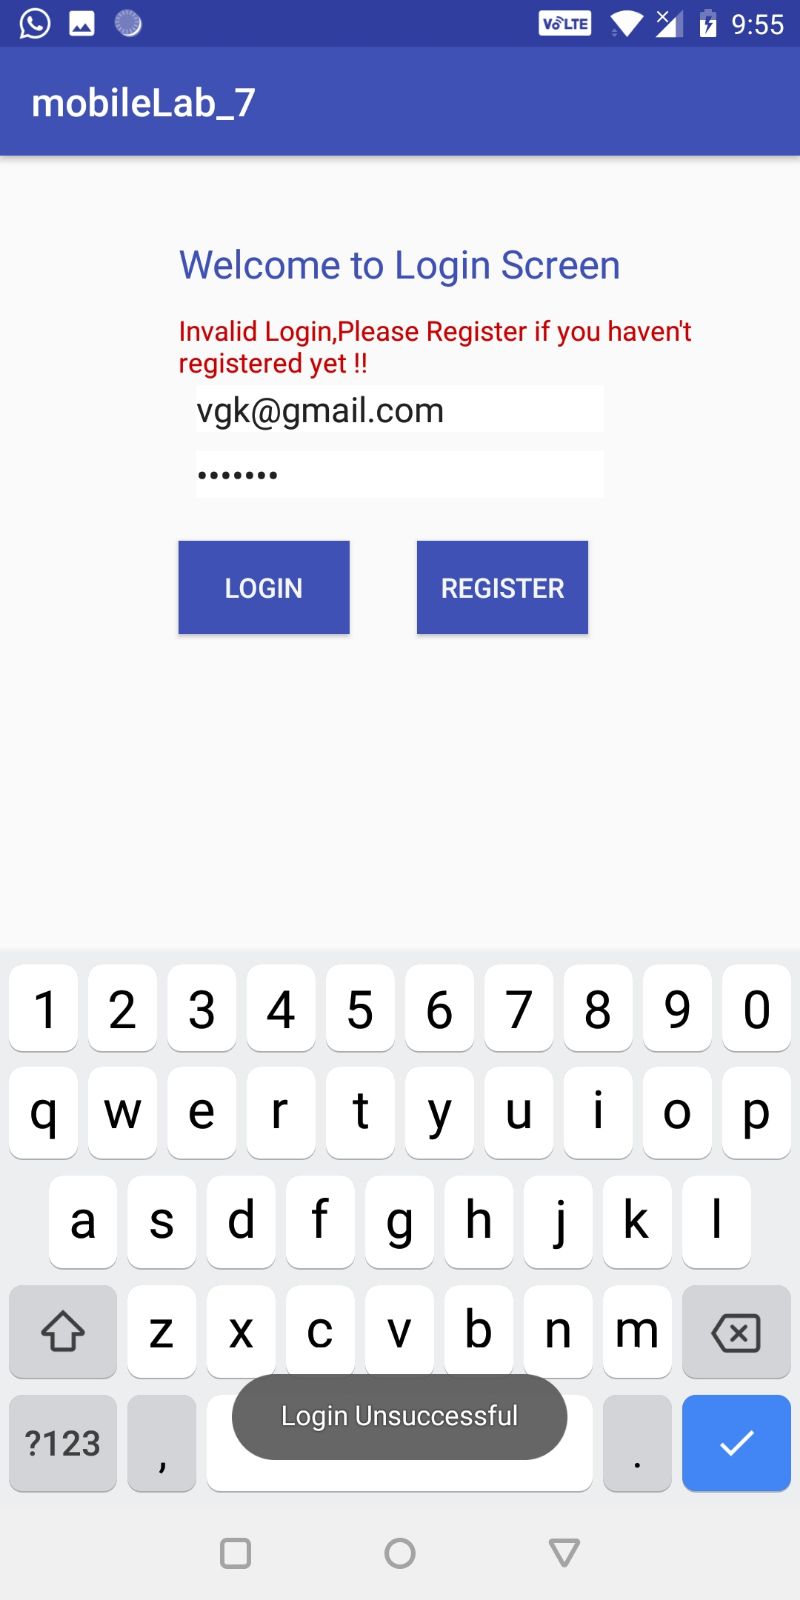 VoLTE 9:55
mobileLab_7
Welcome to Login Screen
Invalid Login,Please Register if you haven't
registered yet !!
vgk@gmail.com
•••••••
LOGIN REGISTER
1 2 3 4 5 6 7 8 9 0
q w e r t y u i o p
a s d f g h j k l
z x c v b n m
Login Unsuccessful
?123 , .